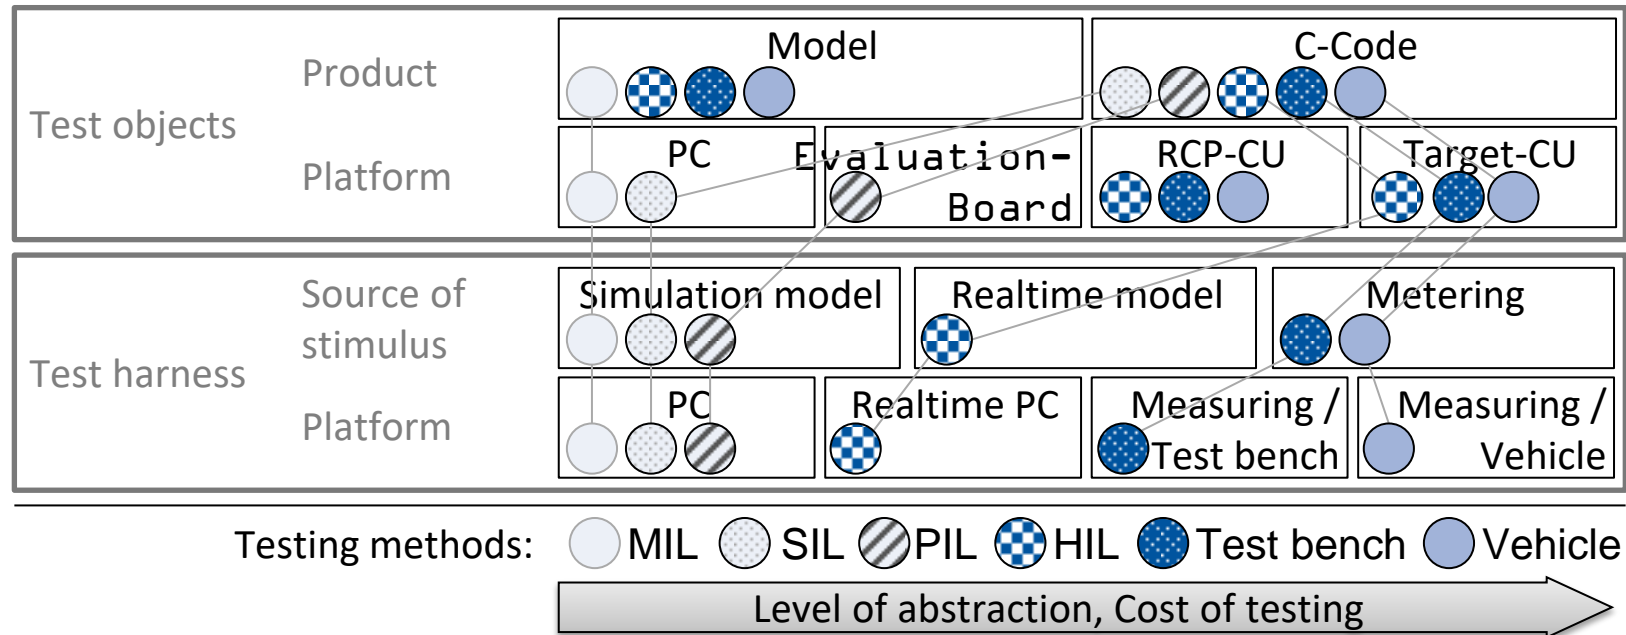 Model
C-Code
Product
Test objects
PC
Evaluation-
Board
RCP-CU
Target-CU
Platform
Source of
stimulus
Simulation model
Realtime model
Metering
Test harness
Platform
PC
Realtime PC
Measuring /
Test bench
Measuring /
Vehicle
Testing methods: MIL SIL PIL HIL Test bench Vehicle
Level of abstraction, Cost of testing